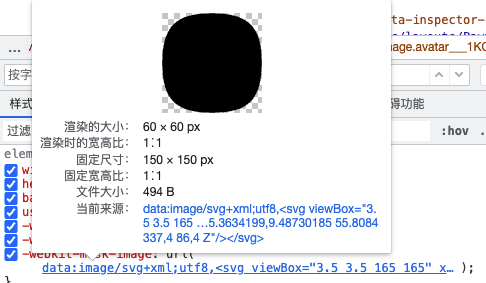 ta-inspector-
… /
mage.avatar___1KG
按字
样式
障功能
过滤
:hov
渲染的大小： 60 × 60 px
渲染时的宽高比： 1∶1
固定尺寸： 150 × 150 px
固定宽高比： 1∶1
文件大小： 494 B
当前来源： data:image/svg+xml;utf8,<svg viewBox="3.
5 3.5 165 …5.3634199,9.48730185 55.8084
337,4 86,4 Z"/></svg>
elem
wi
he
ba
us
-w
-w
-webkit-mask-image: url(
data:image/svg+xml;utf8,<svg viewBox="3.5 3.5 165 165" x… );
}